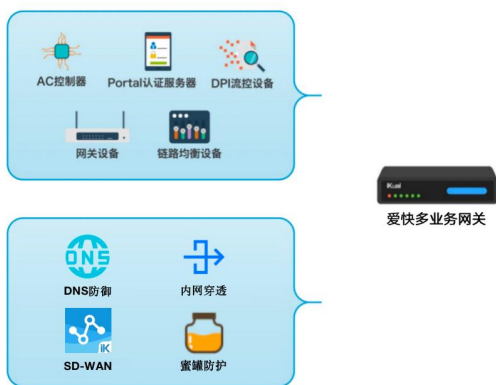 AC控制器
Portal认证服务器
DPI流控设备
网关设备
链路均衡设备
iKuai
爱快多业务网关
DNS
DNS防御
内网穿透
iK
SD-WAN
蜜罐防护